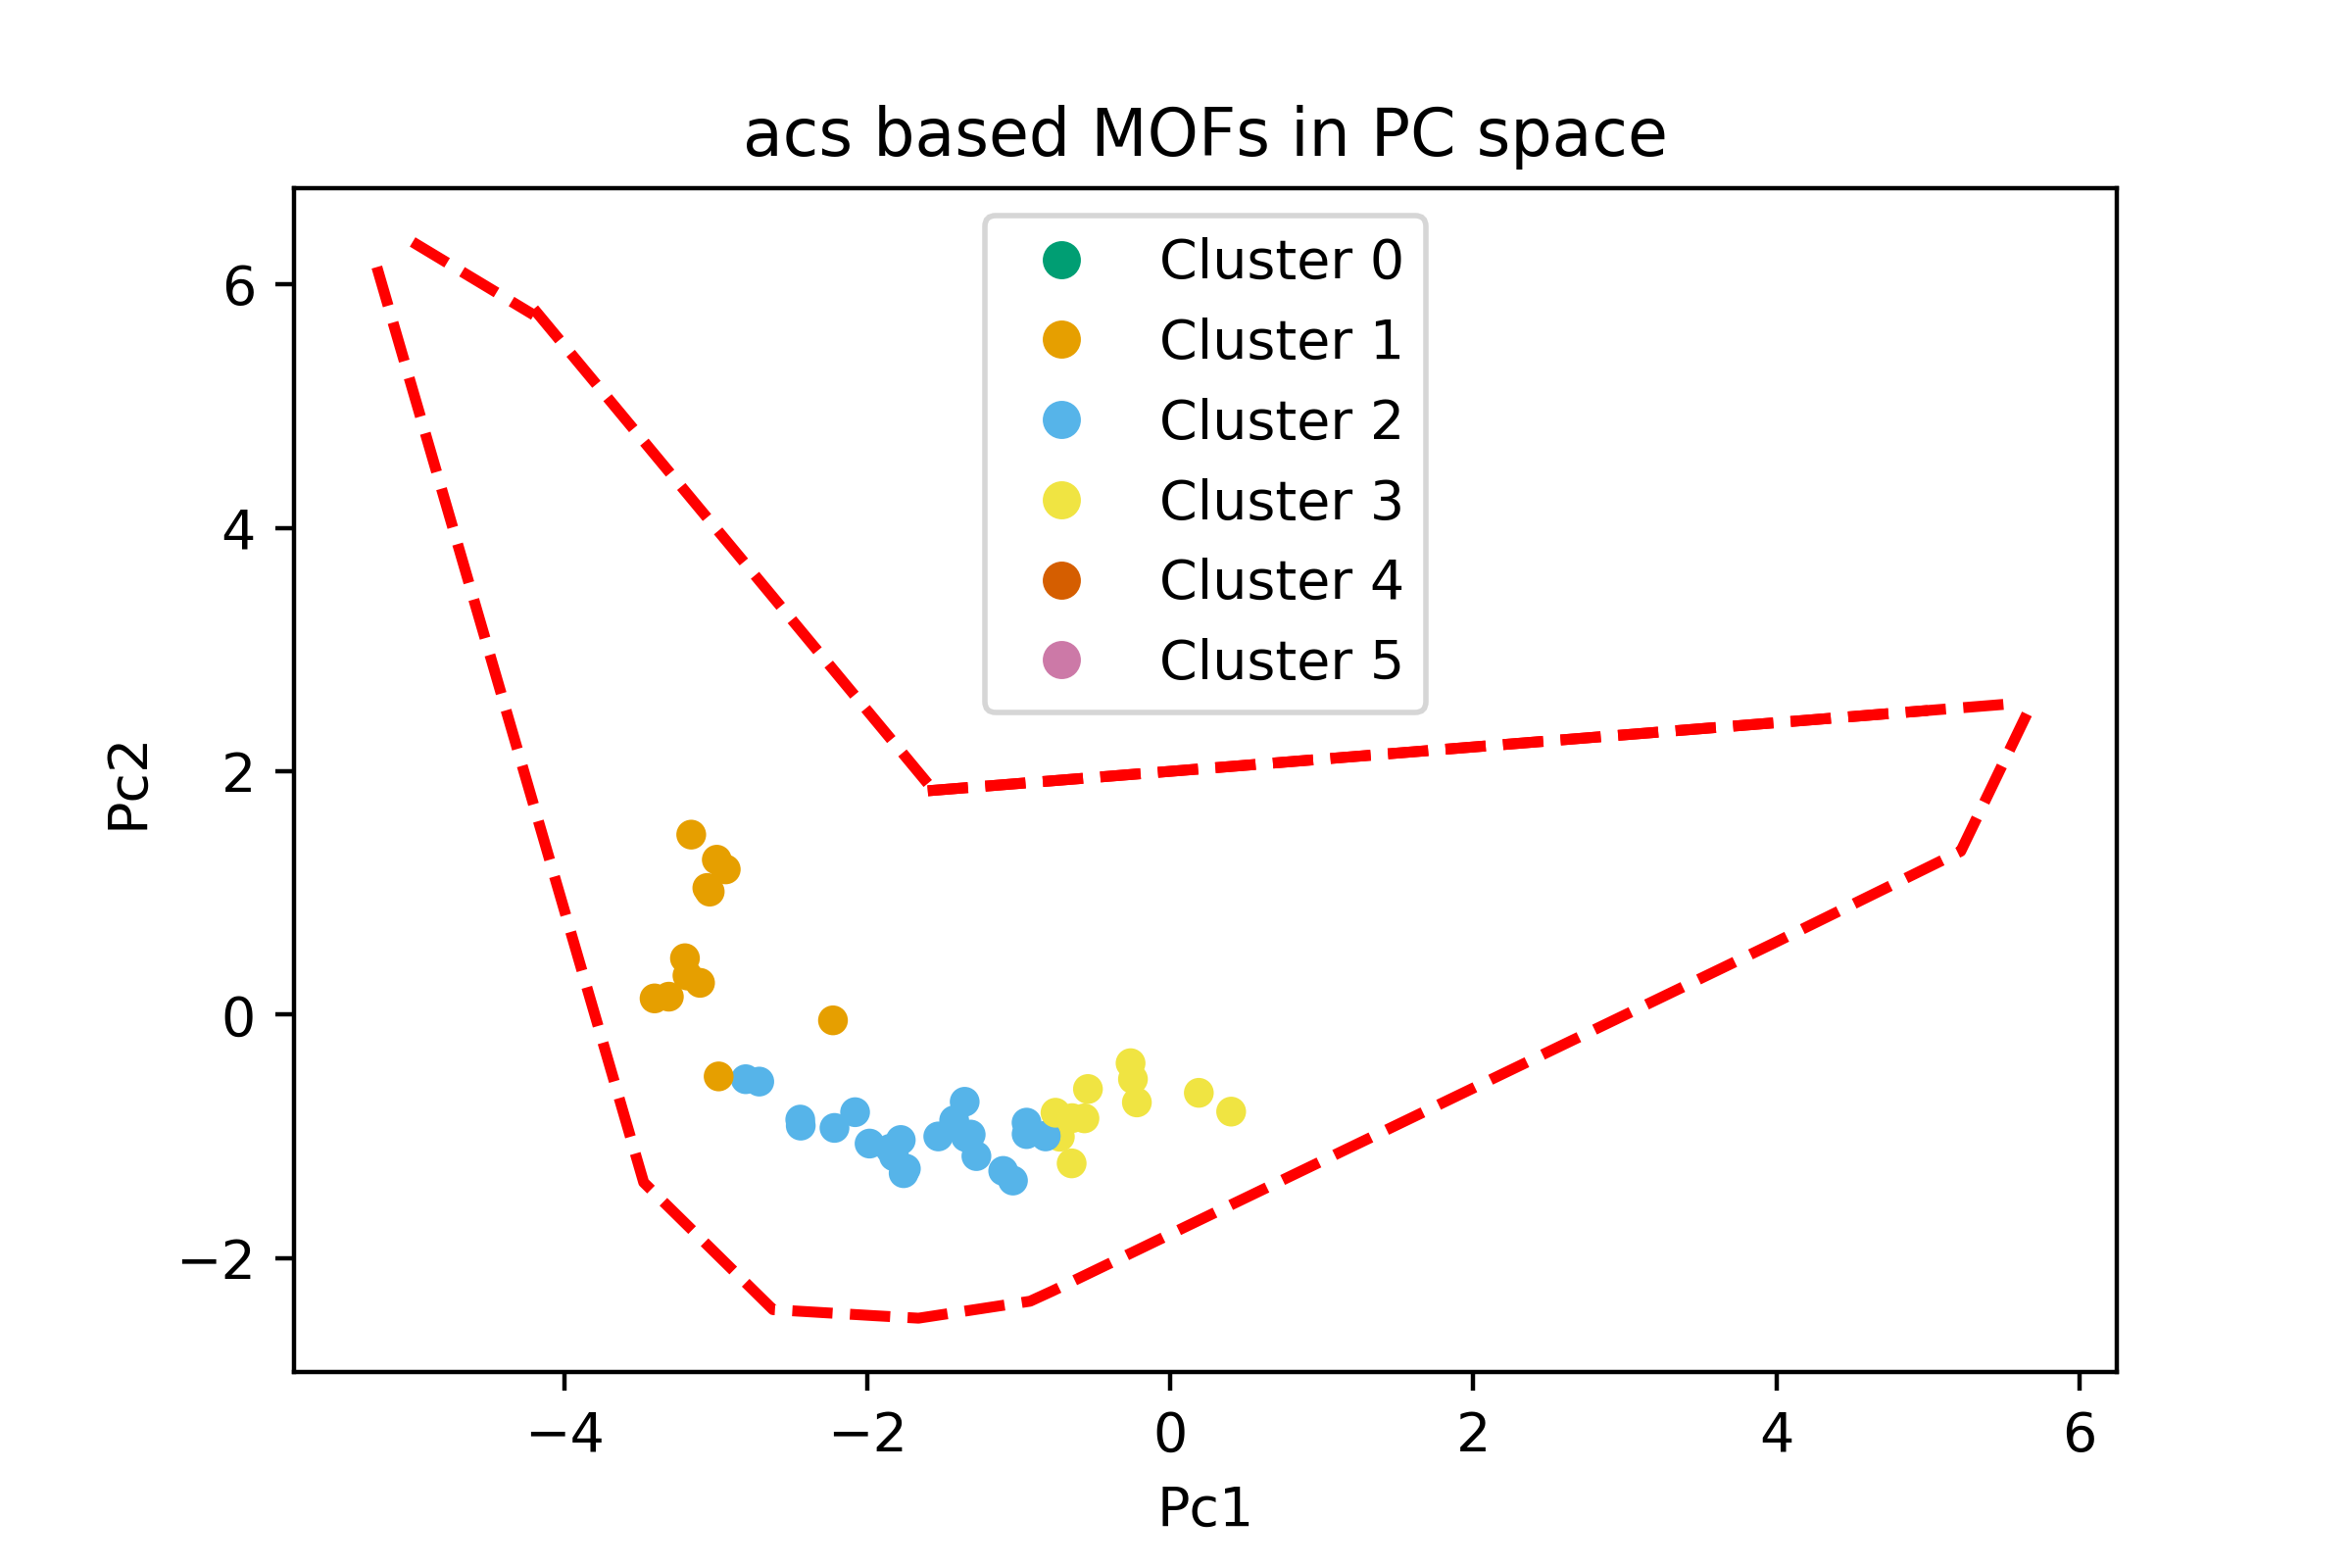 acs based MOFs in PC space
Cluster 0
Cluster 1
Cluster 2
Cluster 3
Cluster 4
Cluster 5
6
4
2
0
−2
Pc2
−4 −2 0 2 4 6
Pc1